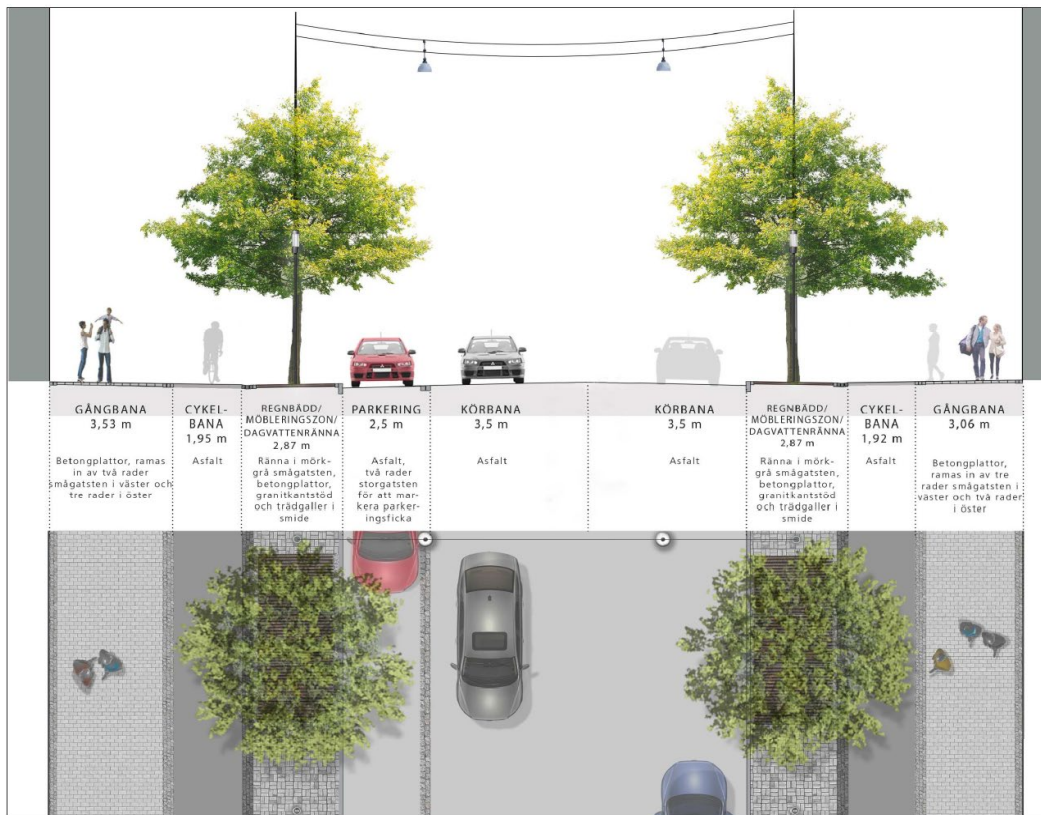 GÅNGBANA
3,53 m
Betongplattor, ramas
in av två rader
smågatsten i väster och
tre rader i öster
CYKEL-
BANA
1,95 m
Asfalt
REGNBÄDD/
MÖBLERINGSZON/
DAGVATTENRÄNNA
2,87 m
Ränna i mörk-
grå smågatsten,
betongplattor,
granitkantstöd
och trädgaller i
smide
PARKERING
2,5 m
Asfalt,
två rader
storgatsten
för att mar-
kera parker-
ingsficka
KÖRBANA
3,5 m
Asfalt
KÖRBANA
3,5 m
Asfalt
REGNBÄDD/
MÖBLERINGSZON/
DAGVATTENRÄNNA
2,87 m
Ränna i mörk-
grå smågatsten,
betongplattor,
granitkantstöd
och trädgaller i
smide
CYKEL-
BANA
1,92 m
Asfalt
GÅNGBANA
3,06 m
Betongplattor,
ramas in av tre
rader smågatsten i
väster och två rader
i öster